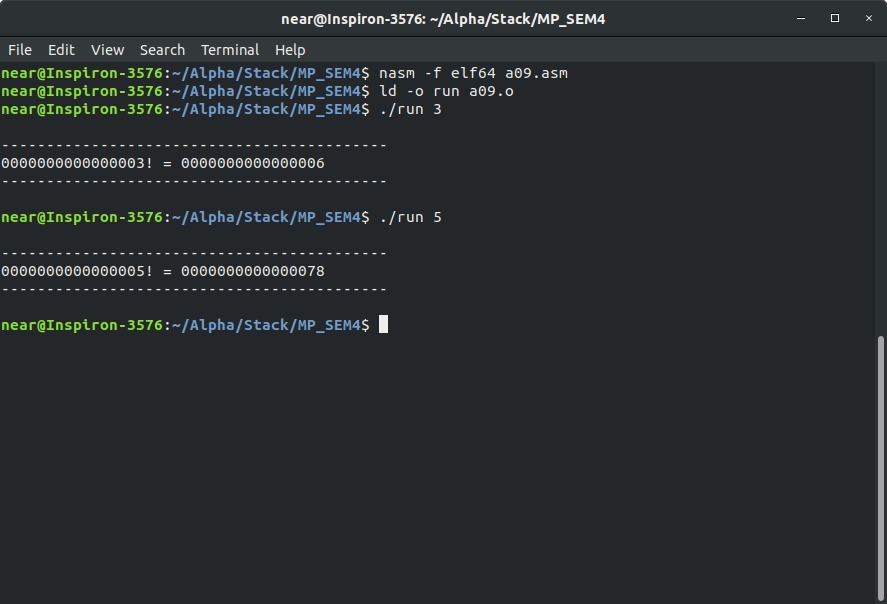 near@Inspiron-3576: ~/Alpha/Stack/MP_SEM4
File Edit View Search Terminal Help
near@Inspiron-3576:~/Alpha/Stack/MP_SEM4$ nasm -f elf64 a09.asm
near@Inspiron-3576:~/Alpha/Stack/MP_SEM4$ ld -o run a09.o
near@Inspiron-3576:~/Alpha/Stack/MP_SEM4$ ./run 3
-------------------------------------------
0000000000000003! = 0000000000000006
-------------------------------------------
near@Inspiron-3576:~/Alpha/Stack/MP_SEM4$ ./run 5
-------------------------------------------
0000000000000005! = 0000000000000078
-------------------------------------------
near@Inspiron-3576:~/Alpha/Stack/MP_SEM4$